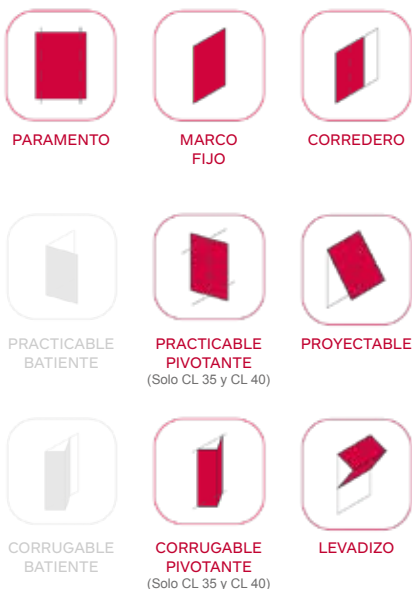 PARAMENTO
MARCO
FIJO
CORREDERO
PRACTICABLE
BATIENTE
PRACTICABLE
PIVOTANTE
(Solo CL 35 y CL 40)
PROYECTABLE
CORRUGABLE
BATIENTE
CORRUGABLE
PIVOTANTE
(Solo CL 35 y CL 40)
LEVADIZO